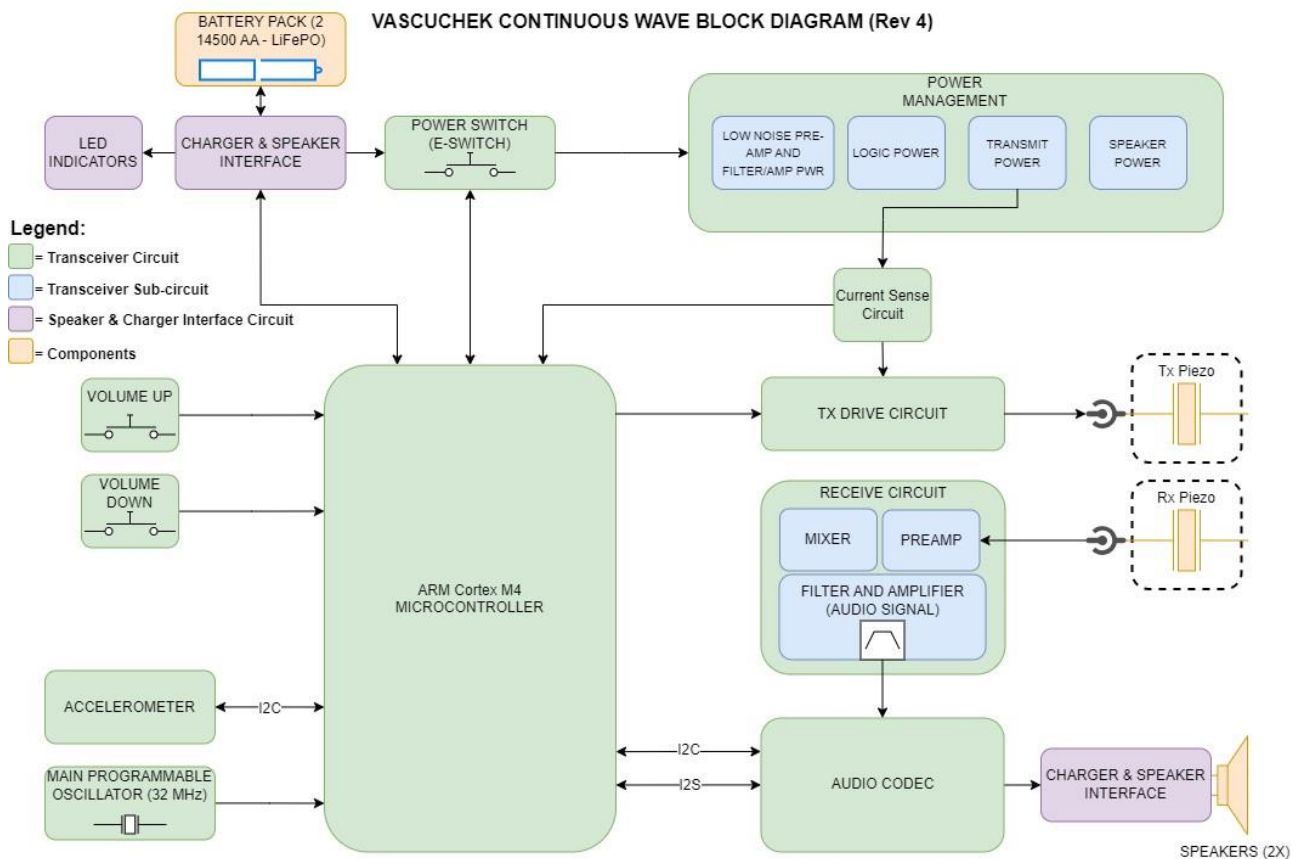 VASCUCHEK CONTINUOUS WAVE BLOCK DIAGRAM (Rev 4)
BATTERY PACK (2
14500 AA - LiFePO)
LED
INDICATORS
CHARGER & SPEAKER
INTERFACE
POWER SWITCH
(E-SWITCH)
POWER
MANAGEMENT
LOW NOISE PRE-
AMP AND
FILTER/AMP PWR
LOGIC POWER
TRANSMIT
POWER
SPEAKER
POWER
Legend:
= Transceiver Circuit
= Transceiver Sub-circuit
= Speaker & Charger Interface Circuit
= Components
Current Sense
Circuit
VOLUME UP
VOLUME
DOWN
ARM Cortex M4
MICROCONTROLLER
TX DRIVE CIRCUIT
Tx Piezo
RECEIVE CIRCUIT
MIXER
PREAMP
Rx Piezo
FILTER AND AMPLIFIER
(AUDIO SIGNAL)
ACCELEROMETER
I2C
MAIN PROGRAMMABLE
OSCILLATOR (32 MHz)
I2C
I2S
AUDIO CODEC
CHARGER & SPEAKER
INTERFACE
SPEAKERS (2X)